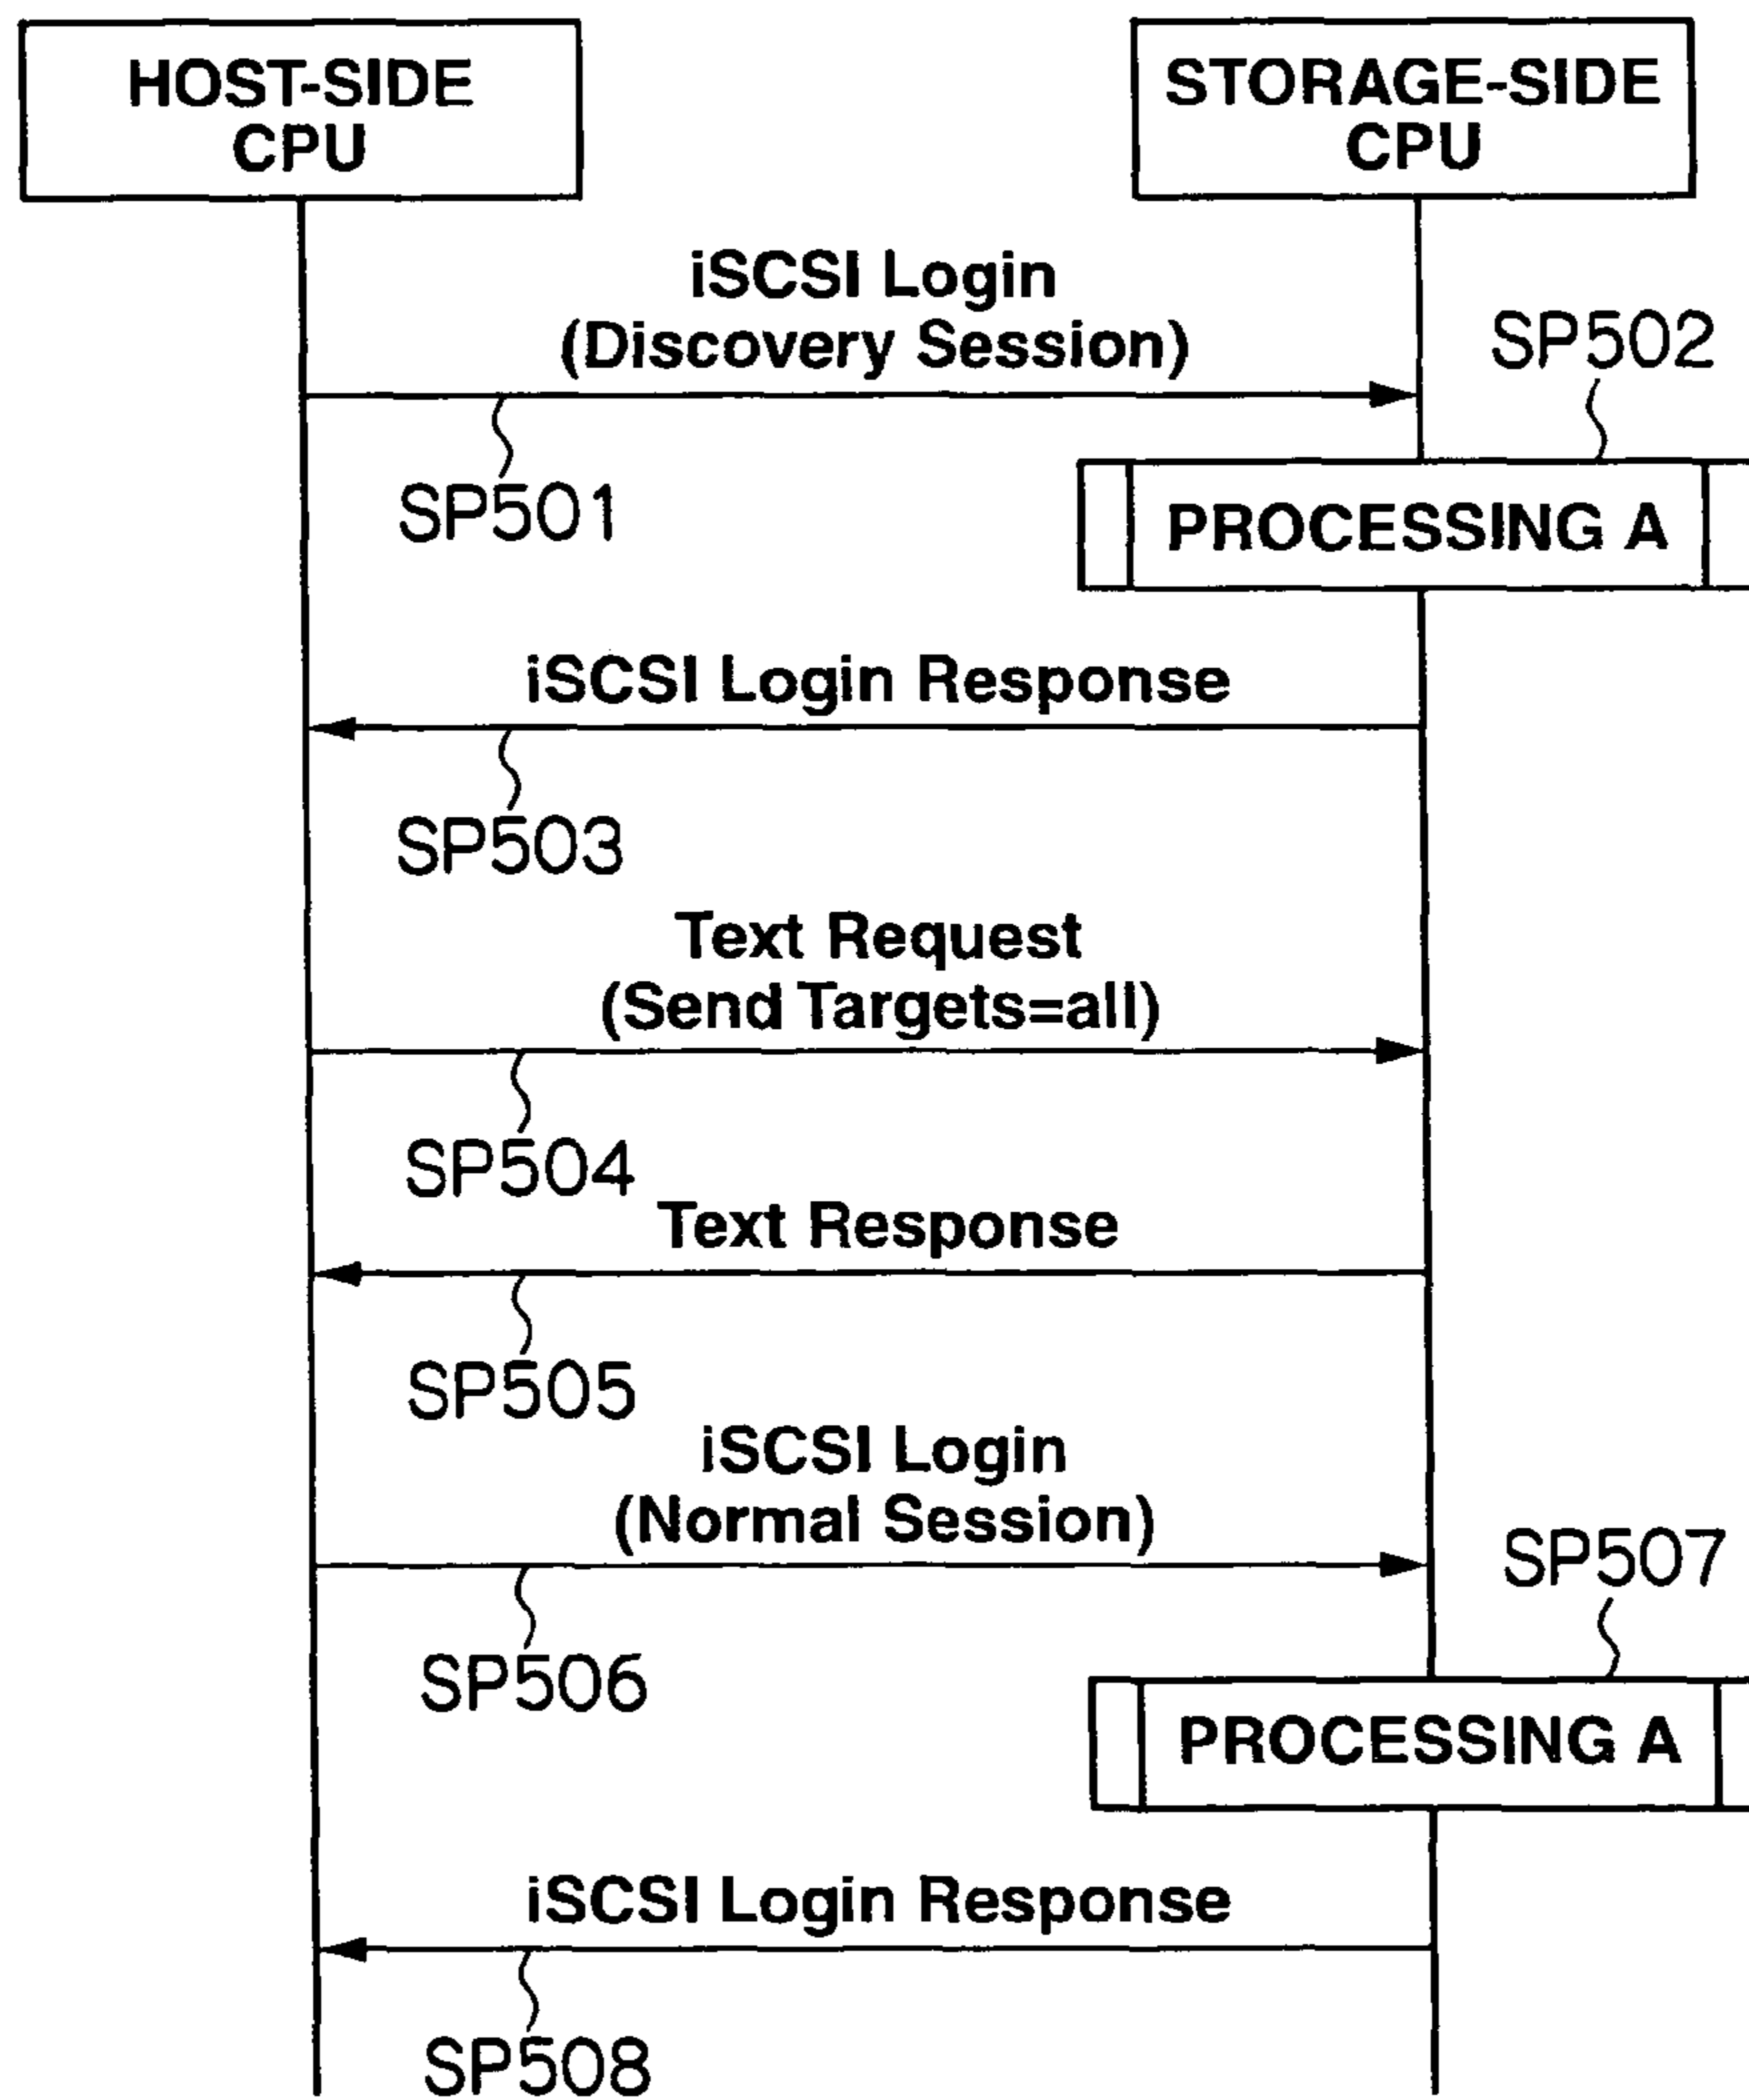 HOST-SIDE
CPU
STORAGE-SIDE
CPU
iSCSI Login
(Discovery Session)
SP502
SP501
PROCESSING A
iSCSI Login Response
SP503
Text Request
(Send Targets=all)
SP504
Text Response
SP505
iSCSI Login
(Normal Session)
SP507
SP506
PROCESSING A
iSCSI Login Response
SP508